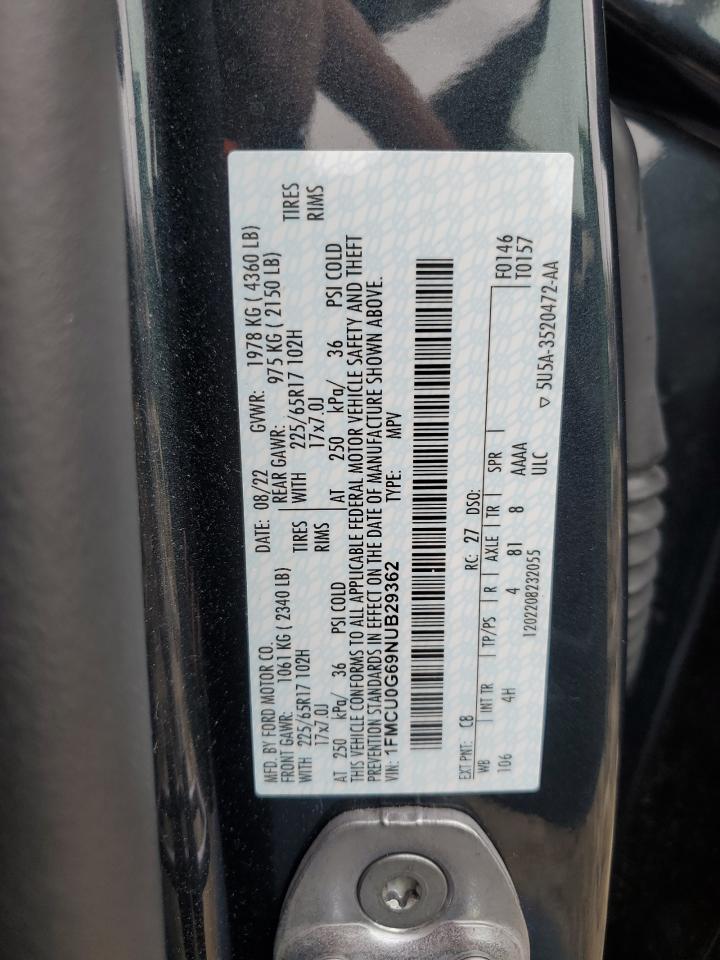 MFD. BY FORD MOTOR CO. DATE: 08/22 GVWR: 1978 KG ( 4360 LB)
FRONT GAWR: 1061 KG ( 2340 LB) REAR GAWR: 975 KG ( 2150 LB)
WITH 225/65R17 102H TIRES WITH 225/65R17 102H TIRES
17x7.0J RIMS 17x7.0J RIMS
AT 250 kPa/ 36 PSI COLD AT 250 kPa/ 36 PSI COLD
THIS VEHICLE CONFORMS TO ALL APPLICABLE FEDERAL MOTOR VEHICLE SAFETY AND THEFT
PREVENTION STANDARDS IN EFFECT ON THE DATE OF MANUFACTURE SHOWN ABOVE.
VIN: 1FMCU0G69NUB29362 TYPE: MPV
EXT PNT: C8 RC: 27 DSO: F0146
WB INT TR TP/PS R AXLE TR SPR T0157
106 4H 4 81 8 AAAA
1202208232055 ULC ▽ 5U5A-3520472-AA